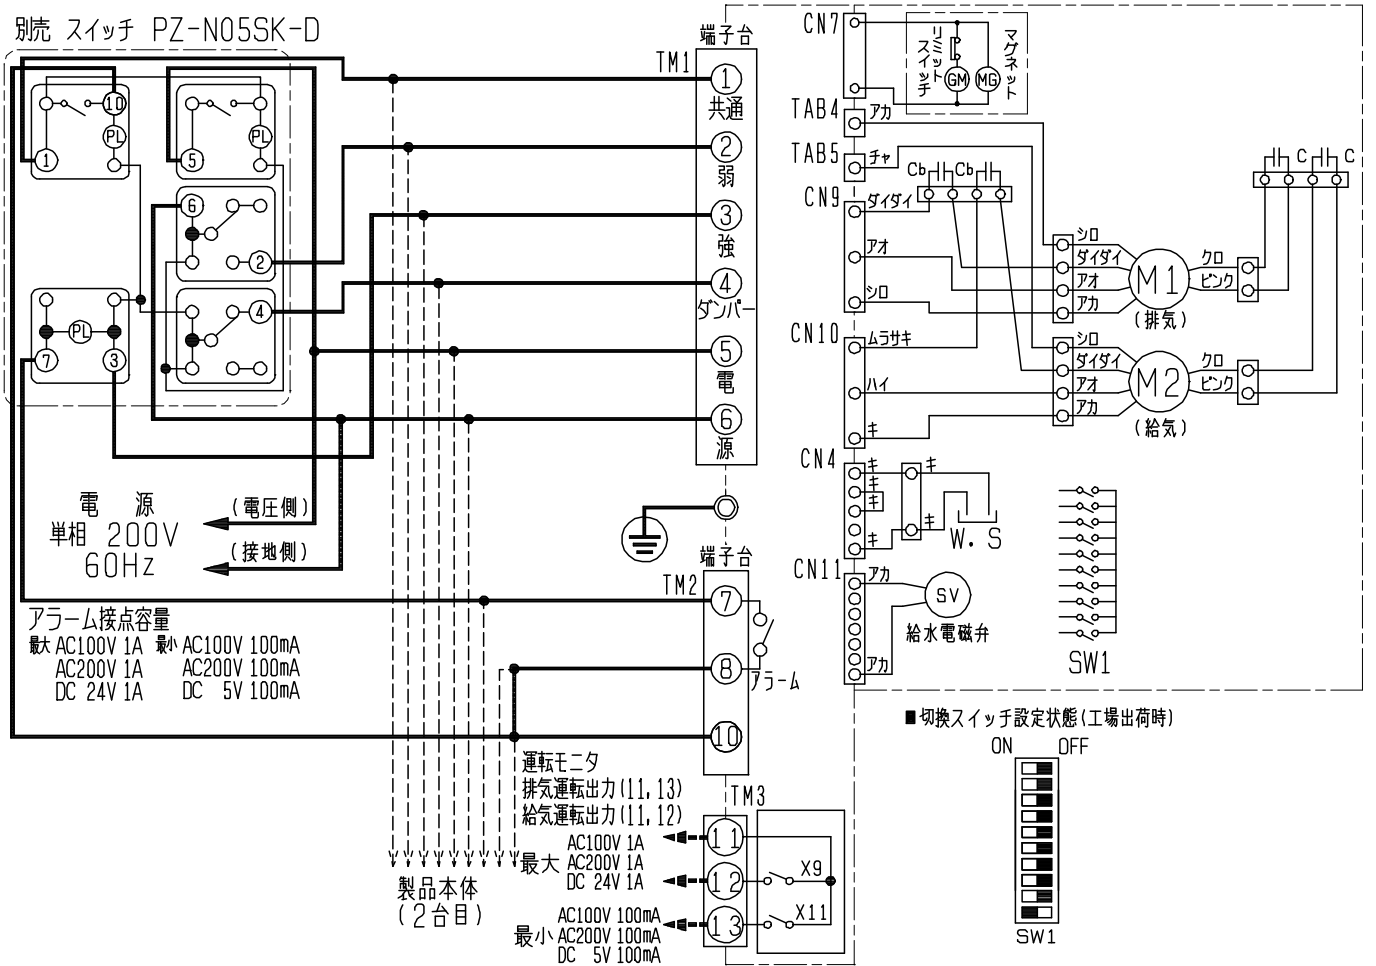 別売 スイッチ PZ-N05SK-D
10
PL
1
5
PL
6
2
4
PL
7
3
電 源
単相 200V
60Hz
(電圧側)
(接地側)
アラーム接点容量
最大 AC100V 1A 最小 AC100V 100mA
AC200V 1A AC200V 100mA
DC 24V 1A DC 5V 100mA
端子台
TM1
1
共通
2
弱
3
強
4
ダンパー
5
電
6
源
端子台
TM2
7
8
アラーム
10
運転モニタ
排気運転出力(11,13)
給気運転出力(11,12)
最大 AC100V 1A
AC200V 1A
DC 24V 1A
最小 AC100V 100mA
AC200V 100mA
DC 5V 100mA
製品本体
(2台目)
TM3
11
12
13
X9
X11
CN7
リミット
スイッチ
GM
MG
マグネット
TAB4
アカ
TAB5
チャ
CN9
ダイダイ
アオ
シロ
Cb
Cb
CN10
ムラサキ
ハイ
キ
CN4
キ
キ
キ
キ
キ
キ
W.S
CN11
アカ
アカ
SV
給水電磁弁
シロ
ダイダイ
アオ
アカ
M1
(排気)
クロ
ピンク
シロ
ダイダイ
アオ
アカ
M2
(給気)
クロ
ピンク
C
C
SW1
■切換スイッチ設定状態(工場出荷時)
ON OFF
SW1